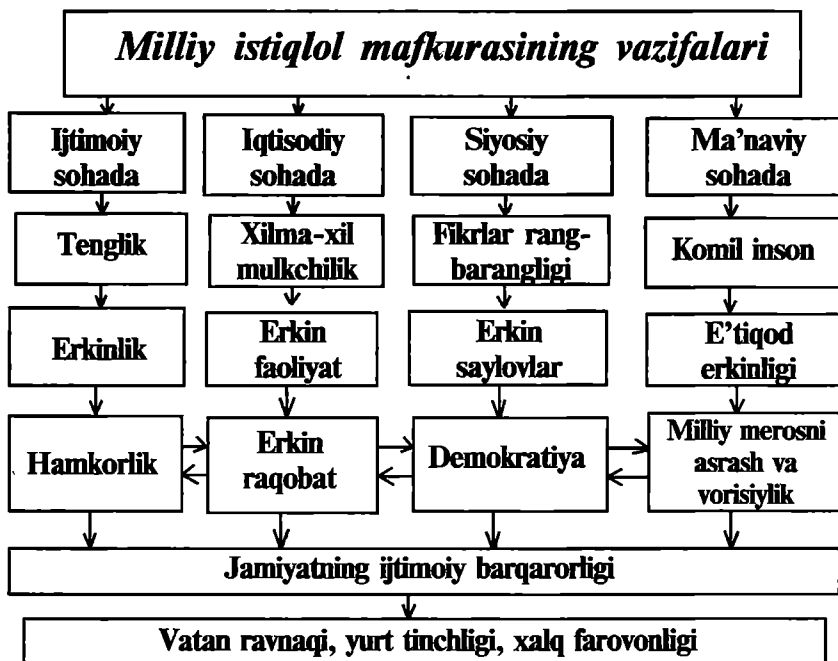 Milliy istiqlol mafkurasining vazifalari
Ijtimoiy
sohada
Iqtisodiy
sohada
Siyosiy
sohada
Ma'naviy
sohada
Tenglik
Xilma-xil
mulkchilik
Fikrlar rang-
barangligi
Komil inson
Erkinlik
Erkin
faoliyat
Erkin
saylovlar
E'tiqod
erkinligi
Hamkorlik
Erkin
raqobat
Demokratiya
Milliy merosni
asrash va
vorisiylik
Jamiyatning ijtimoiy barqarorligi
Vatan ravnaqi, yurt tinchligi, xalq farovonligi